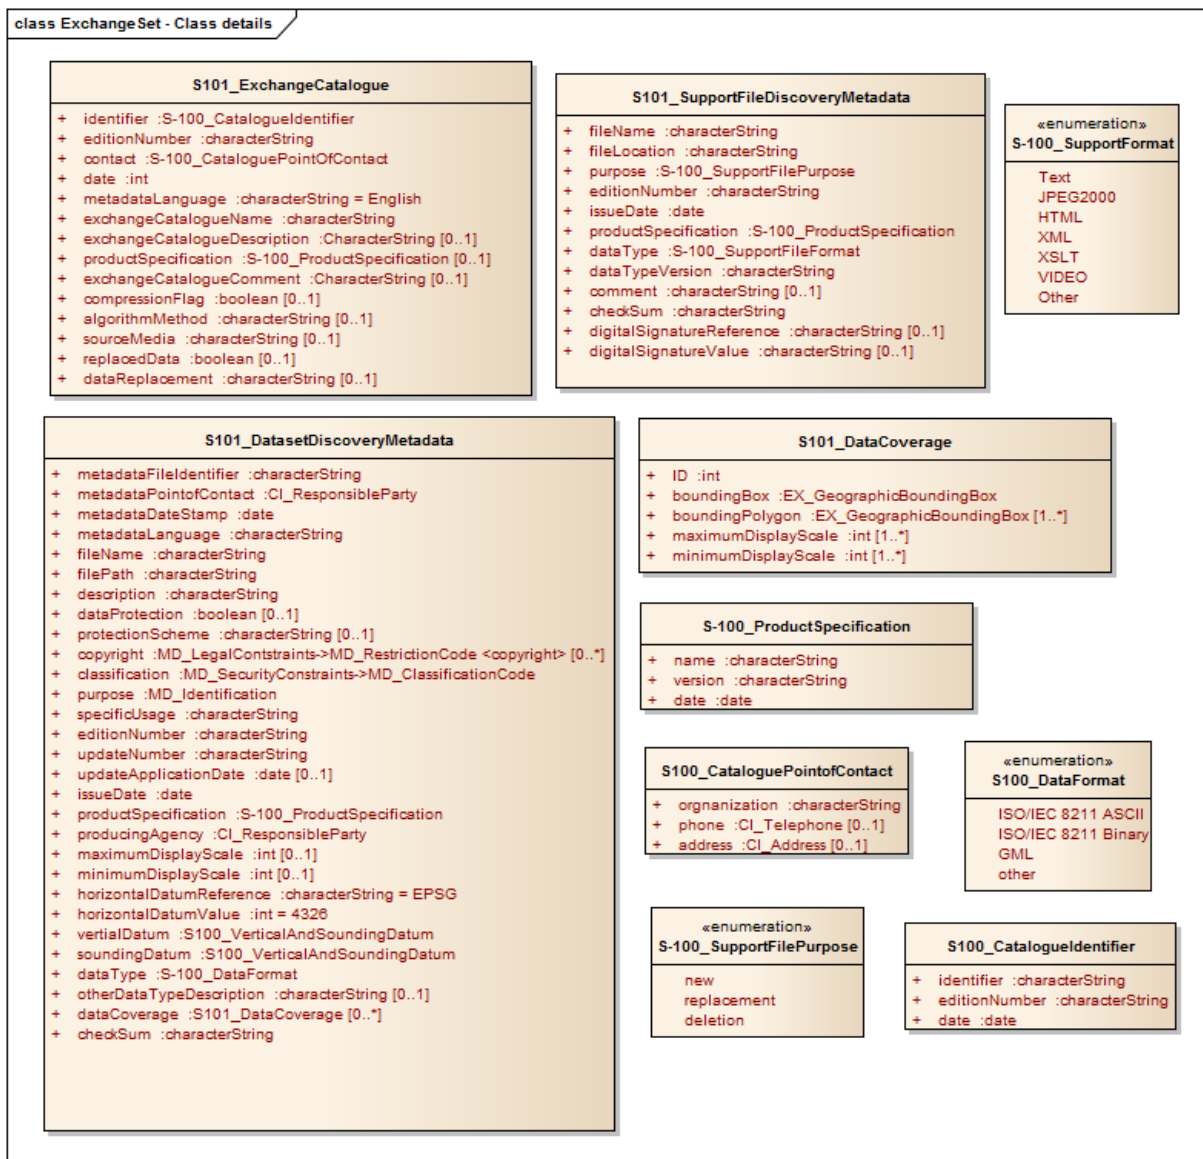 class ExchangeSet - Class details
S101_ExchangeCatalogue
+ identifier :S-100_CatalogueIdentifier
+ editionNumber :characterString
+ contact :S-100_CataloguePointOfContact
+ date :int
+ metadataLanguage :characterString = English
+ exchangeCatalogueName :characterString
+ exchangeCatalogueDescription :CharacterString [0..1]
+ productSpecification :S-100_ProductSpecification [0..1]
+ exchangeCatalogueComment :CharacterString [0..1]
+ compressionFlag :boolean [0..1]
+ algorithmMethod :characterString [0..1]
+ sourceMedia :characterString [0..1]
+ replacedData :boolean [0..1]
+ dataReplacement :characterString [0..1]
S101_SupportFileDiscoveryMetadata
+ fileName :characterString
+ fileLocation :characterString
+ purpose :S-100_SupportFilePurpose
+ editionNumber :characterString
+ issueDate :date
+ productSpecification :S-100_ProductSpecification
+ dataType :S-100_SupportFileFormat
+ dataTypeVersion :characterString
+ comment :characterString [0..1]
+ checkSum :characterString
+ digitalSignatureReference :characterString [0..1]
+ digitalSignatureValue :characterString [0..1]
«enumeration»
S-100_SupportFormat
Text
JPEG2000
HTML
XML
XSLT
VIDEO
Other
S101_DatasetDiscoveryMetadata
+ metadataFileIdentifier :characterString
+ metadataPointofContact :CI_ResponsibleParty
+ metadataDateStamp :date
+ metadataLanguage :characterString
+ fileName :characterString
+ filePath :characterString
+ description :characterString
+ dataProtection :boolean [0..1]
+ protectionScheme :characterString [0..1]
+ copyright :MD_LegalContstraints->MD_RestrictionCode <copyright> [0..*]
+ classification :MD_SecurityConstraints->MD_ClassificationCode
+ purpose :MD_Identification
+ specificUsage :characterString
+ editionNumber :characterString
+ updateNumber :characterString
+ updateApplicationDate :date [0..1]
+ issueDate :date
+ productSpecification :S-100_ProductSpecification
+ producingAgency :CI_ResponsibleParty
+ maximumDisplayScale :int [0..1]
+ minimumDisplayScale :int [0..1]
+ horizontalDatumReference :characterString = EPSG
+ horizontalDatumValue :int = 4326
+ vertialDatum :S100_VerticalAndSoundingDatum
+ soundingDatum :S100_VerticalAndSoundingDatum
+ dataType :S-100_DataFormat
+ otherDataTypeDescription :characterString [0..1]
+ dataCoverage :S101_DataCoverage [0..*]
+ checkSum :characterString
S101_DataCoverage
+ ID :int
+ boundingBox :EX_GeographicBoundingBox
+ boundingPolygon :EX_GeographicBoundingBox [1..*]
+ maximumDisplayScale :int [1..*]
+ minimumDisplayScale :int [1..*]
S-100_ProductSpecification
+ name :characterString
+ version :characterString
+ date :date
S100_CataloguePointofContact
+ orgnanization :characterString
+ phone :CI_Telephone [0..1]
+ address :CI_Address [0..1]
«enumeration»
S100_DataFormat
ISO/IEC 8211 ASCII
ISO/IEC 8211 Binary
GML
other
«enumeration»
S-100_SupportFilePurpose
new
replacement
deletion
S100_CatalogueIdentifier
+ identifier :characterString
+ editionNumber :characterString
+ date :date